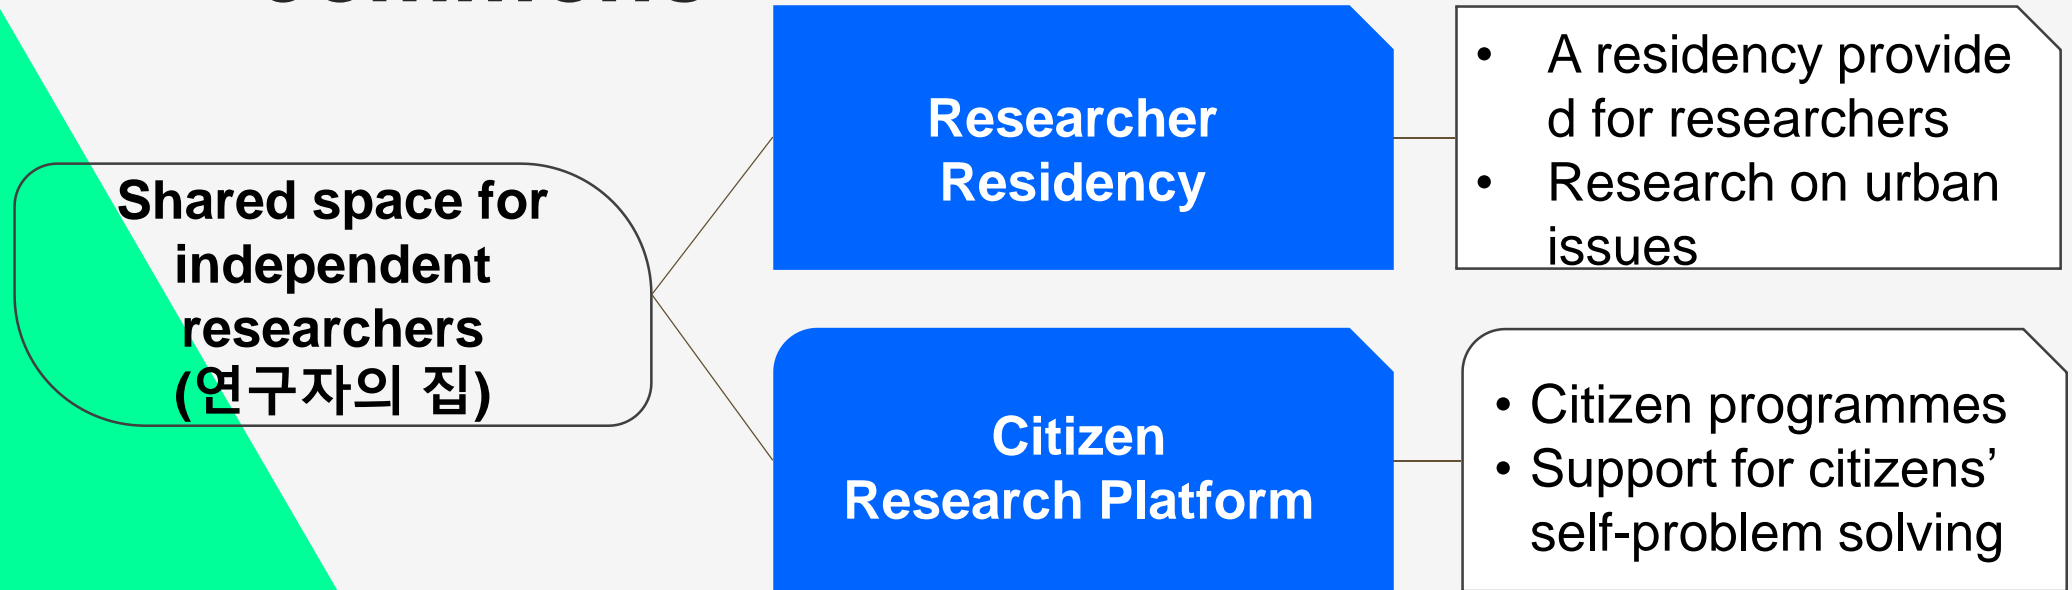 Shared space for
independent
researchers
(연구자의 집)
Researcher
Residency
• A residency provide
d for researchers
• Research on urban
issues
Citizen
Research Platform
• Citizen programmes
• Support for citizens’
self-problem solving